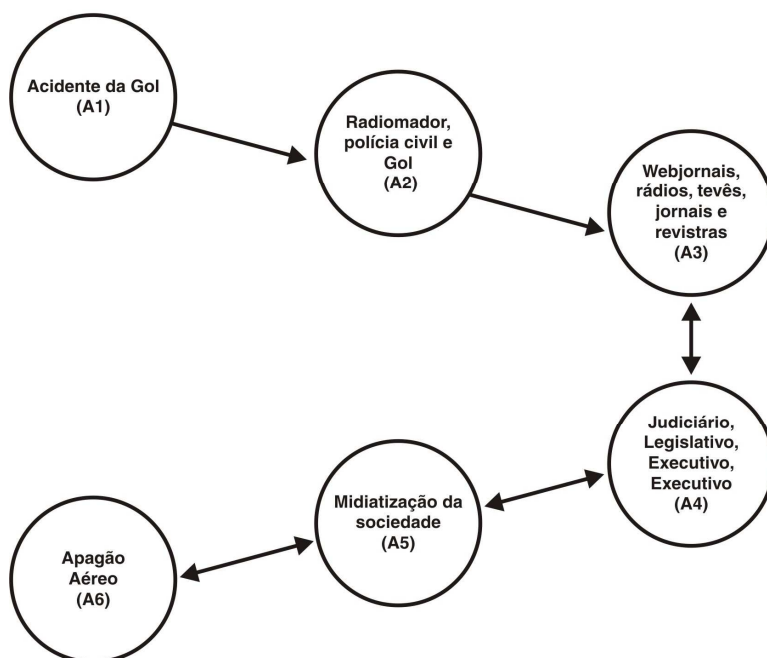 Acidente da Gol
(A1)
Radiomador,
polícia civil e
Gol
(A2)
Webjornais,
rádios, tevês,
jornais e
revistras
(A3)
Judiciário,
Legislativo,
Executivo,
Executivo
(A4)
Midiatização da
sociedade
(A5)
Apagão
Aéreo
(A6)